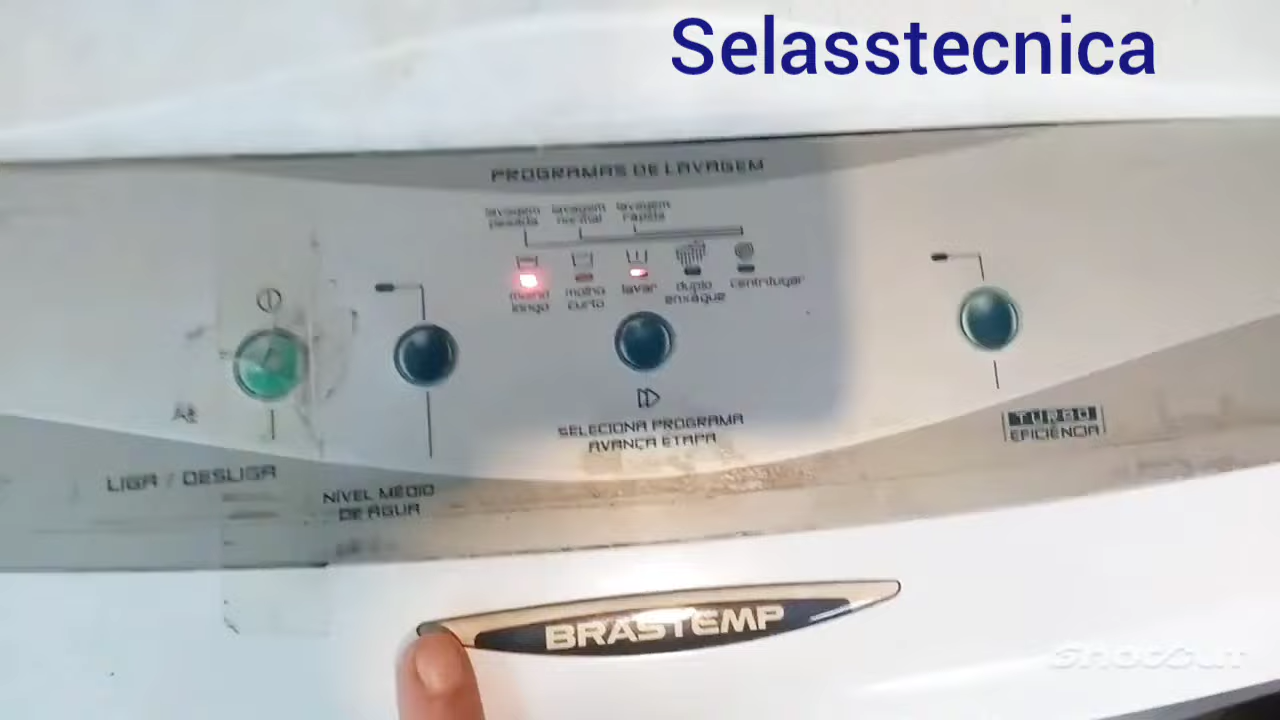 Selasstecnica
PROGRAMAS DE LAVAGEM
lavagem pesada
lavagem normal
lavagem rápida
molho longo
molho curto
lavar
duplo enxágue
centrifugar
SELECIONA PROGRAMA
AVANÇA ETAPA
TURBO
EFICIÊNCIA
LIGA / DESLIGA
NÍVEL MÉDIO
DE ÁGUA
BRASTEMP